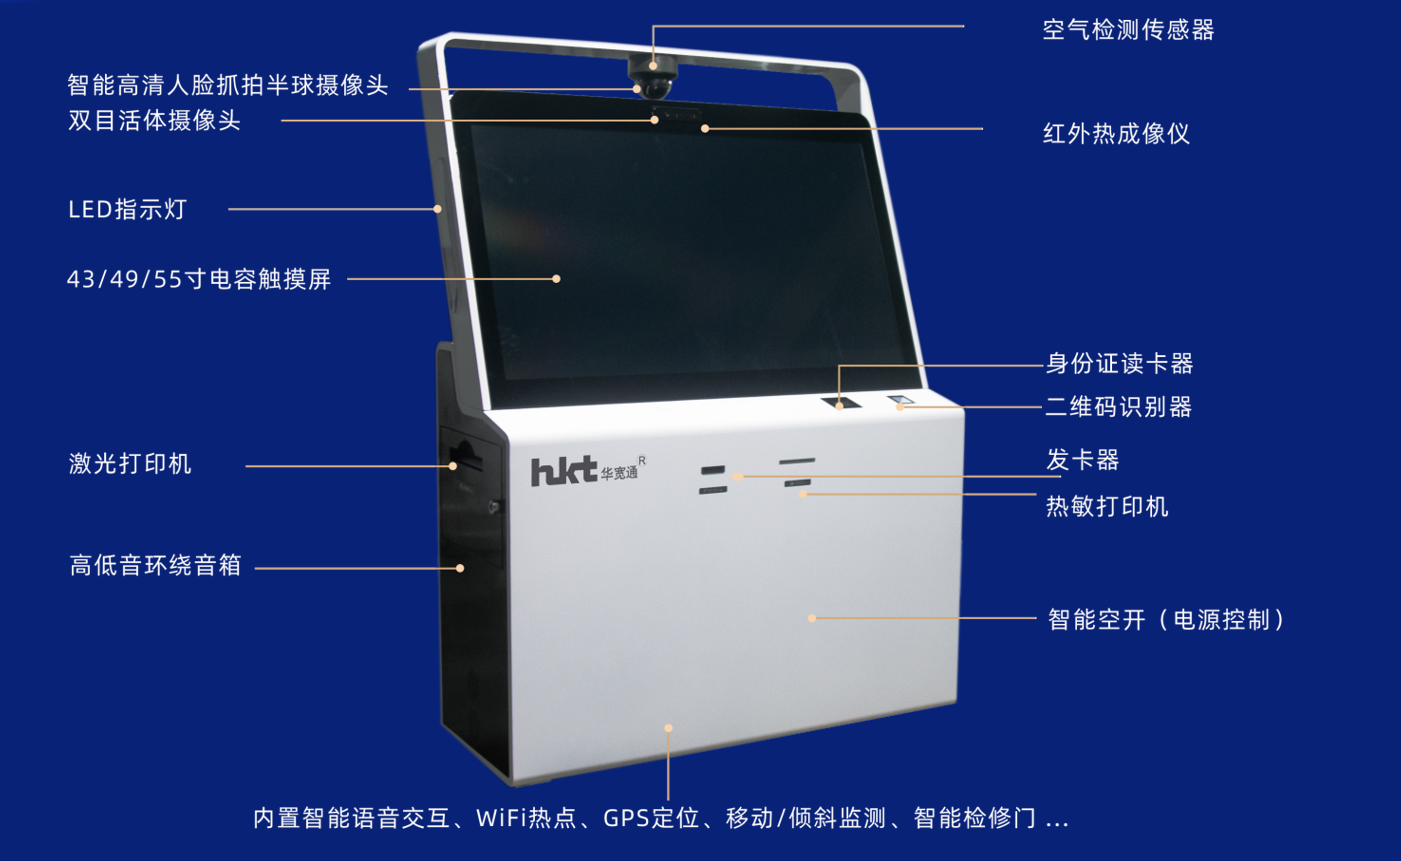 空气检测传感器
智能高清人脸抓拍半球摄像头
双目活体摄像头
红外热成像仪
LED指示灯
43/49/55寸电容触摸屏
身份证读卡器
二维码识别器
发卡器
激光打印机
hkt 华宽通 R
热敏打印机
高低音环绕音箱
智能空开（电源控制）
内置智能语音交互、WiFi热点、GPS定位、移动/倾斜监测、智能检修门 ...